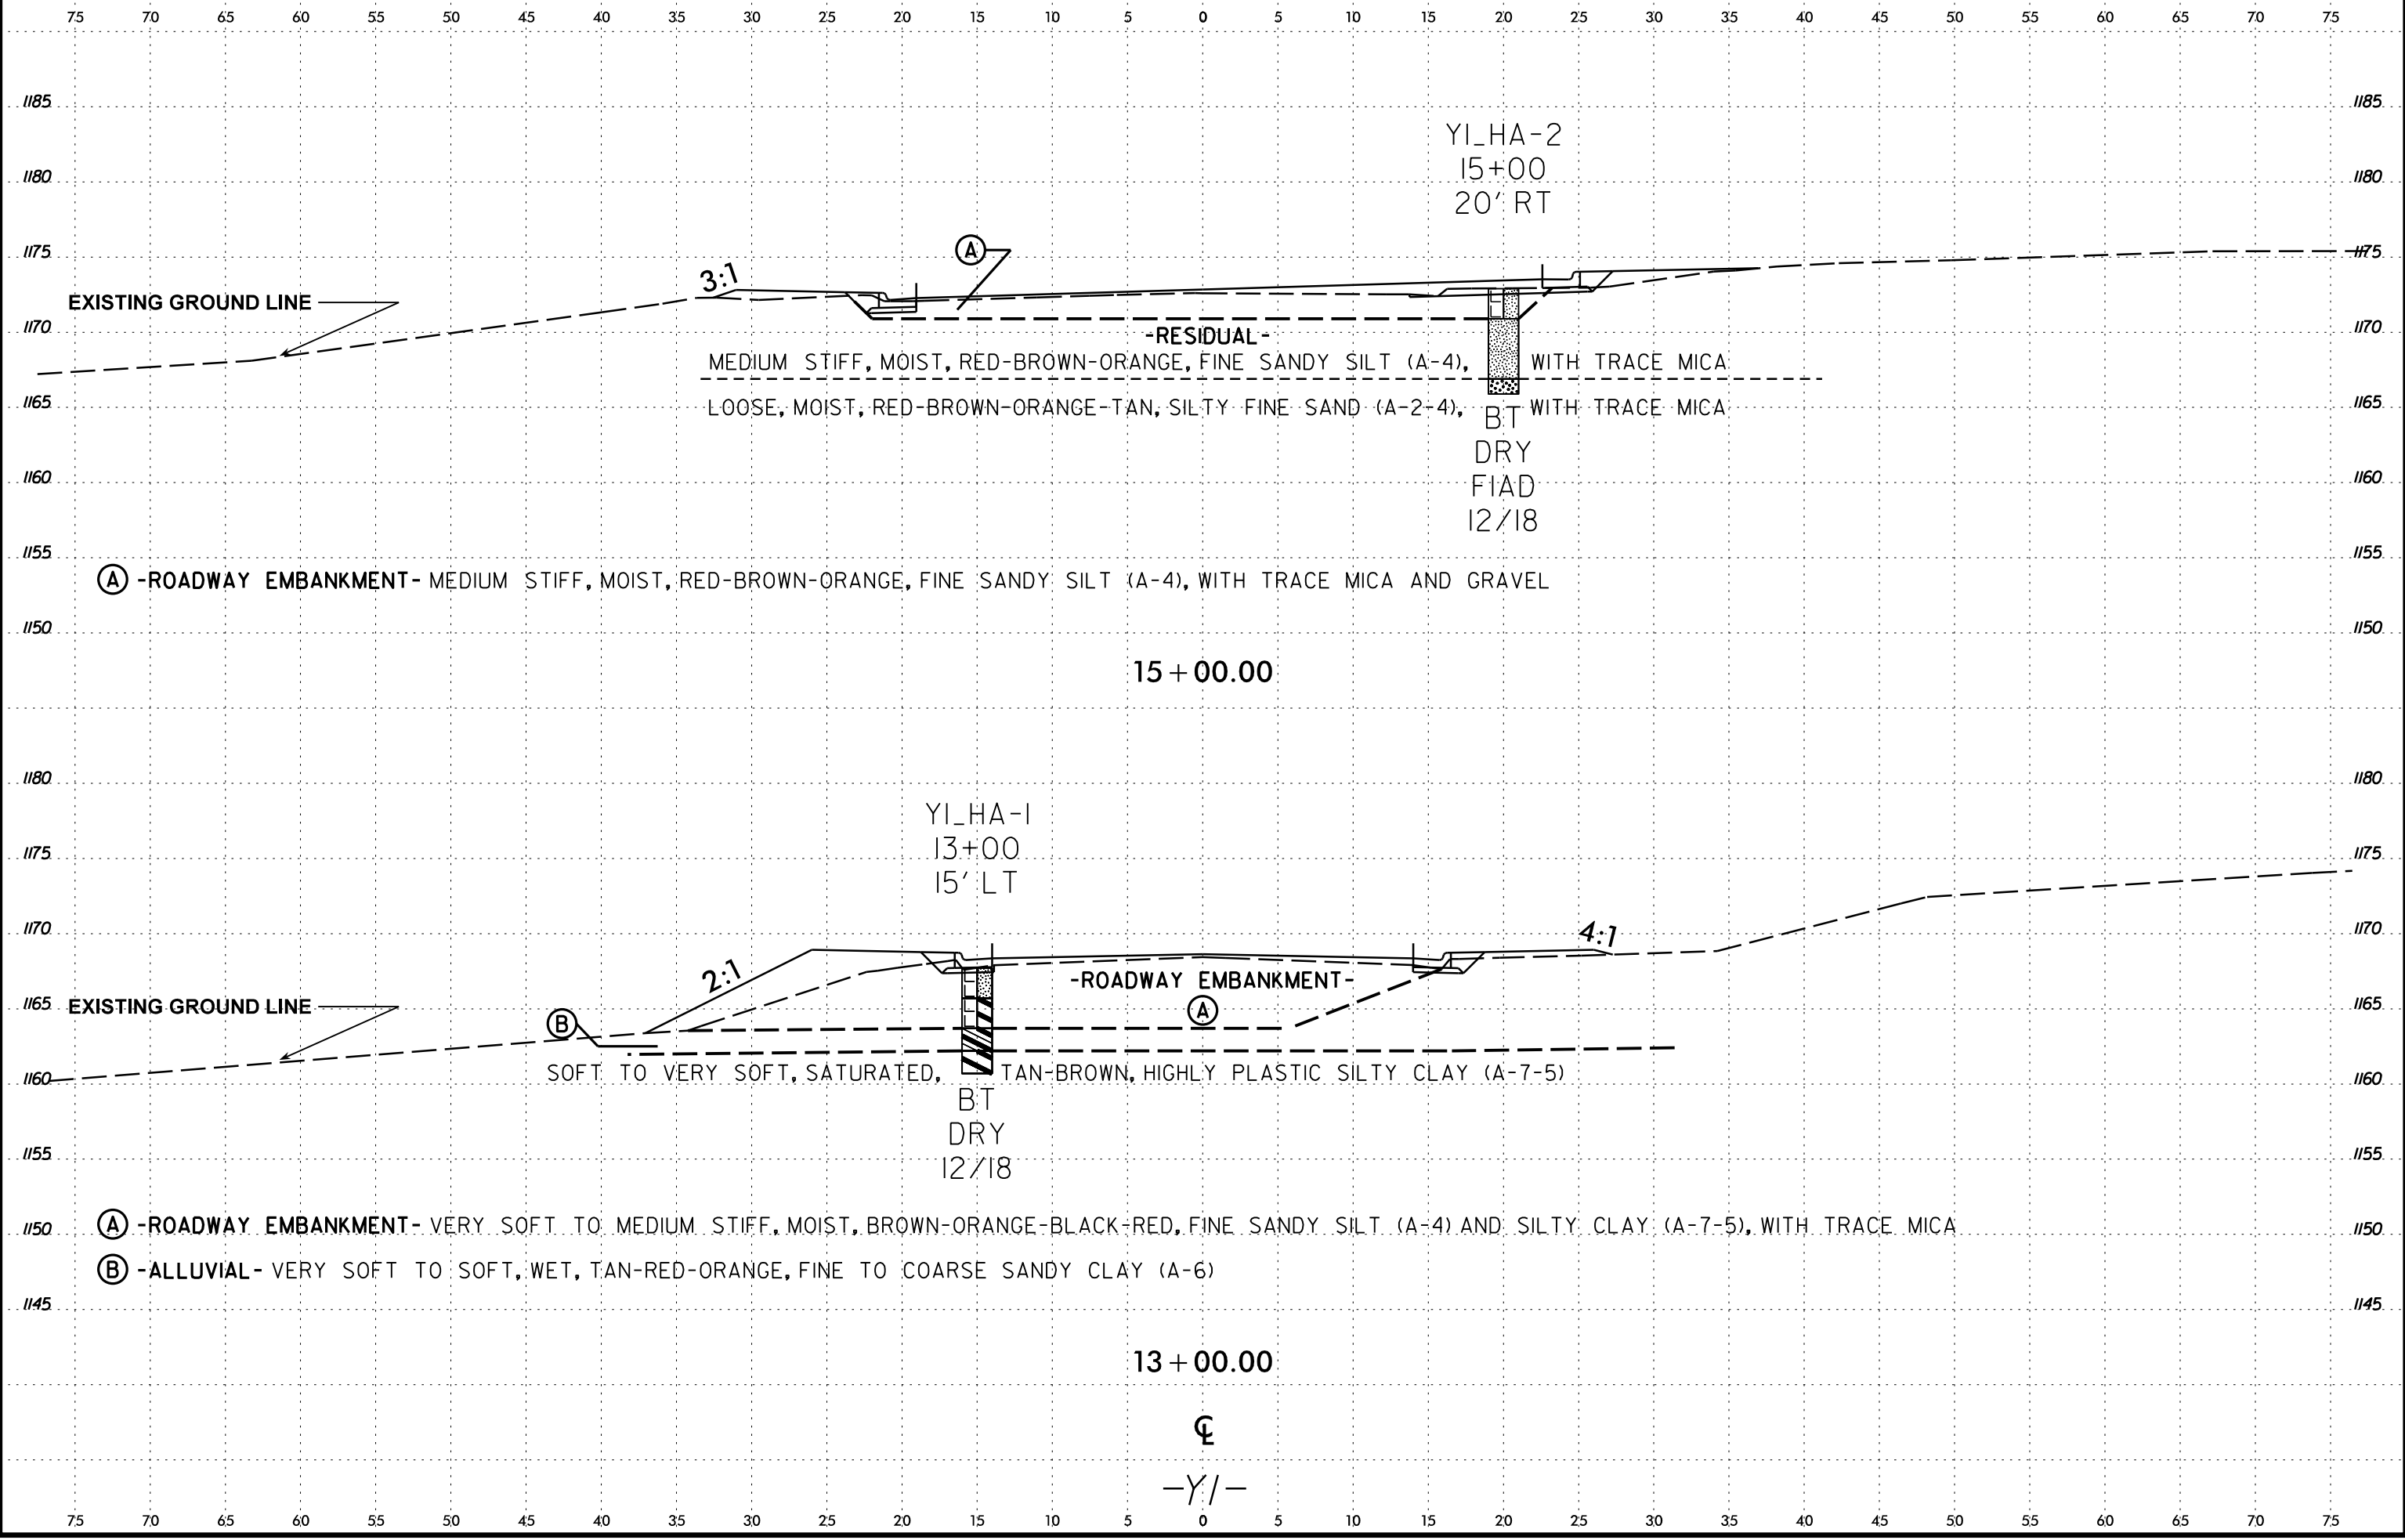 75 70 65 60 55 50 45 40 35 30 25 20 15 10 5 0 5 10 15 20 25 30 35 40 45 50 55 60 65 70 75
1185 1185
YI_HA-2
1180 15+00 1180
20' RT
1175 A 1175
3:1
EXISTING GROUND LINE
1170 1170
-RESIDUAL-
MEDIUM STIFF, MOIST, RED-BROWN-ORANGE, FINE SANDY SILT (A-4), WITH TRACE MICA
1165 LOOSE, MOIST, RED-BROWN-ORANGE-TAN, SILTY FINE SAND (A-2-4), WITH TRACE MICA 1165
BT
DRY
1160 FIAD 1160
12/18
1155 1155
A -ROADWAY EMBANKMENT- MEDIUM STIFF, MOIST, RED-BROWN-ORANGE, FINE SANDY SILT (A-4), WITH TRACE MICA AND GRAVEL
1150 1150
15+00.00
1180 1180
YI_HA-1
13+00
1175 1175
15' LT
1170 4:1 1170
2:1
-ROADWAY EMBANKMENT-
1165 EXISTING GROUND LINE A 1165
B
1160 SOFT TO VERY SOFT, SATURATED, TAN-BROWN, HIGHLY PLASTIC SILTY CLAY (A-7-5) 1160
BT
DRY
1155 12/18 1155
1150 A -ROADWAY EMBANKMENT- VERY SOFT TO MEDIUM STIFF, MOIST, BROWN-ORANGE-BLACK-RED, FINE SANDY SILT (A-4) AND SILTY CLAY (A-7-5), WITH TRACE MICA 1150
B -ALLUVIAL- VERY SOFT TO SOFT, WET, TAN-RED-ORANGE, FINE TO COARSE SANDY CLAY (A-6)
1145 1145
13+00.00
℄
-Y1-
75 70 65 60 55 50 45 40 35 30 25 20 15 10 5 0 5 10 15 20 25 30 35 40 45 50 55 60 65 70 75